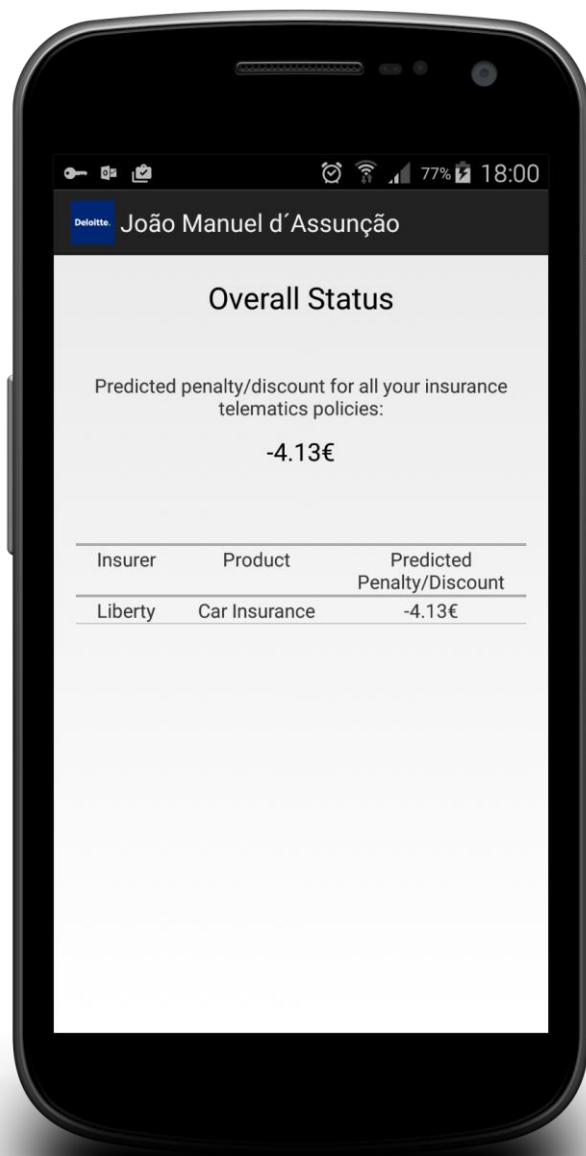 77% 18:00
Deloitte. João Manuel d´Assunção
Overall Status
Predicted penalty/discount for all your insurance
telematics policies:
-4.13€
Insurer Product Predicted
Penalty/Discount
Liberty Car Insurance -4.13€